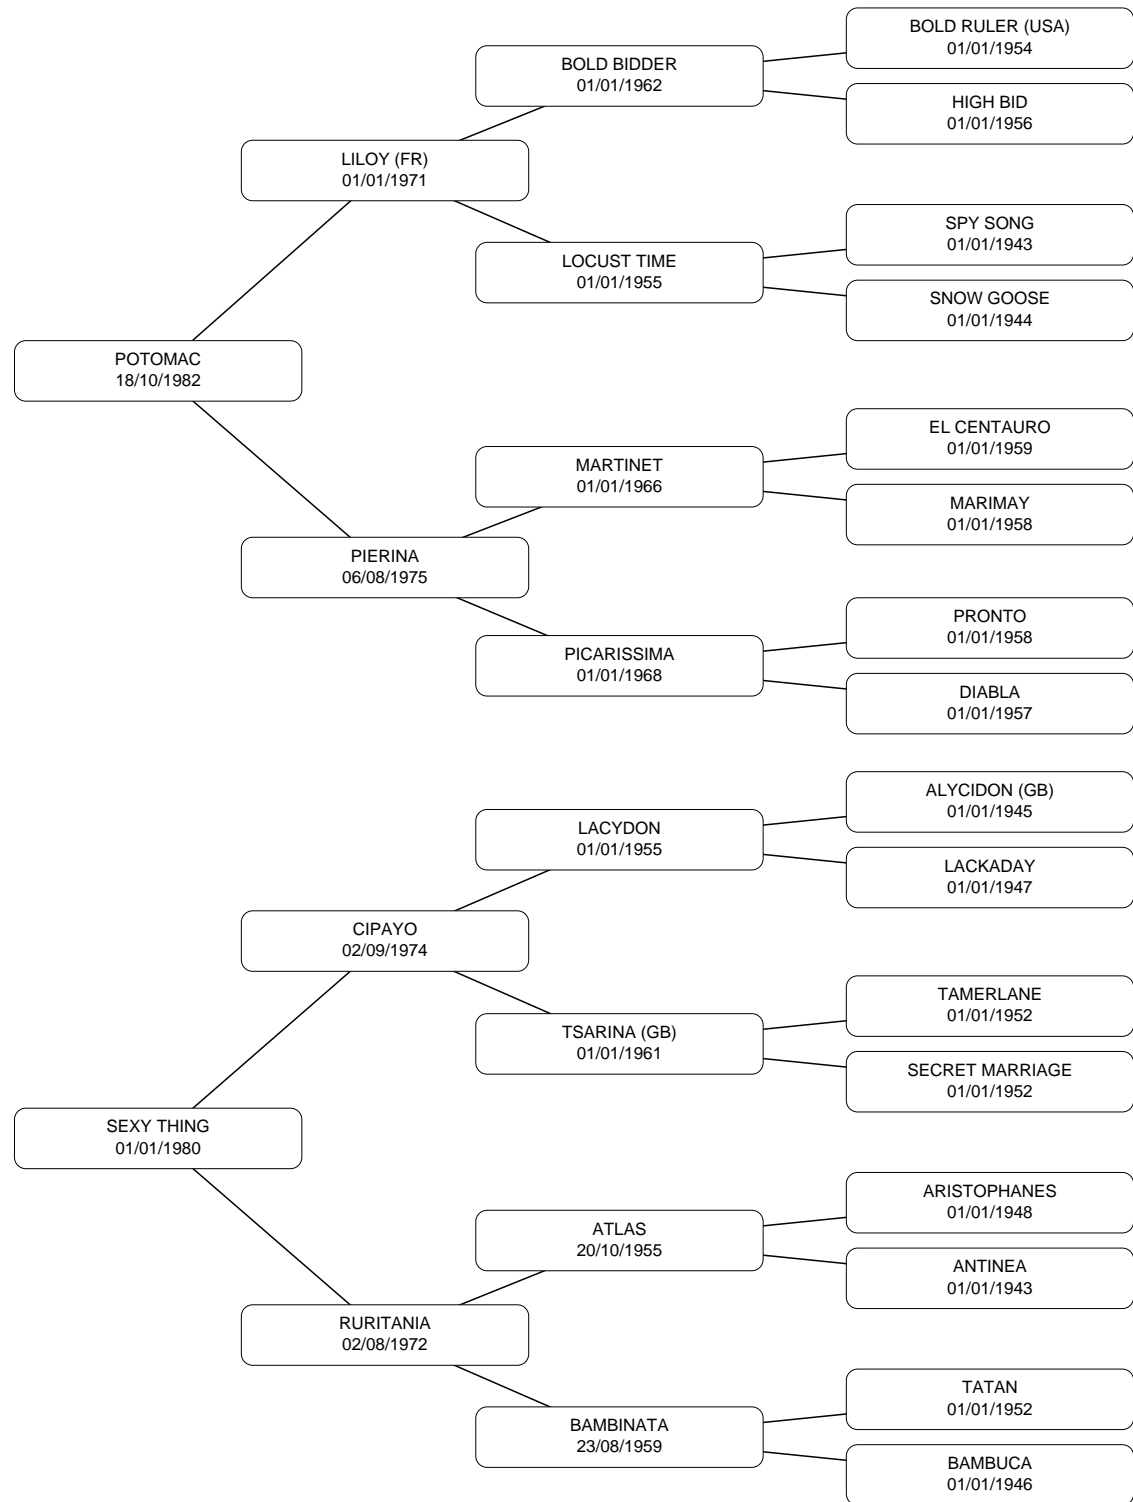 BOLD RULER (USA)
01/01/1954
BOLD BIDDER
01/01/1962
HIGH BID
01/01/1956
LILOY (FR)
01/01/1971
SPY SONG
01/01/1943
LOCUST TIME
01/01/1955
SNOW GOOSE
01/01/1944
POTOMAC
18/10/1982
EL CENTAURO
01/01/1959
MARTINET
01/01/1966
MARIMAY
01/01/1958
PIERINA
06/08/1975
PRONTO
01/01/1958
PICARISSIMA
01/01/1968
DIABLA
01/01/1957
ALYCIDON (GB)
01/01/1945
LACYDON
01/01/1955
LACKADAY
01/01/1947
CIPAYO
02/09/1974
TAMERLANE
01/01/1952
TSARINA (GB)
01/01/1961
SECRET MARRIAGE
01/01/1952
SEXY THING
01/01/1980
ARISTOPHANES
01/01/1948
ATLAS
20/10/1955
ANTINEA
01/01/1943
RURITANIA
02/08/1972
TATAN
01/01/1952
BAMBINATA
23/08/1959
BAMBUCA
01/01/1946